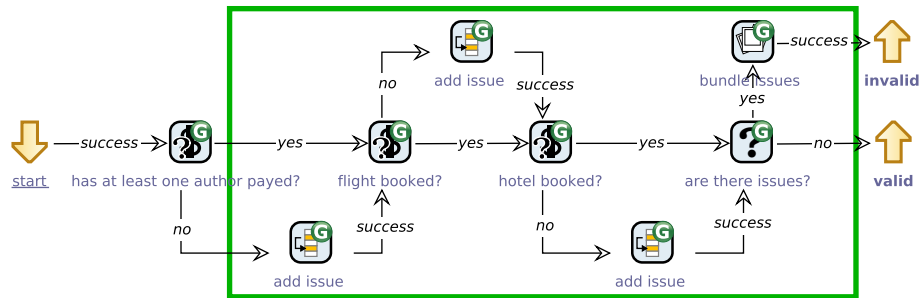 success
add issue
bundle issues
invalid
no
success
yes
success
yes
yes
yes
no
start
has at least one author payed?
flight booked?
hotel booked?
are there issues?
valid
no
success
no
success
add issue
add issue
G
G
G
G
G
G
G
G